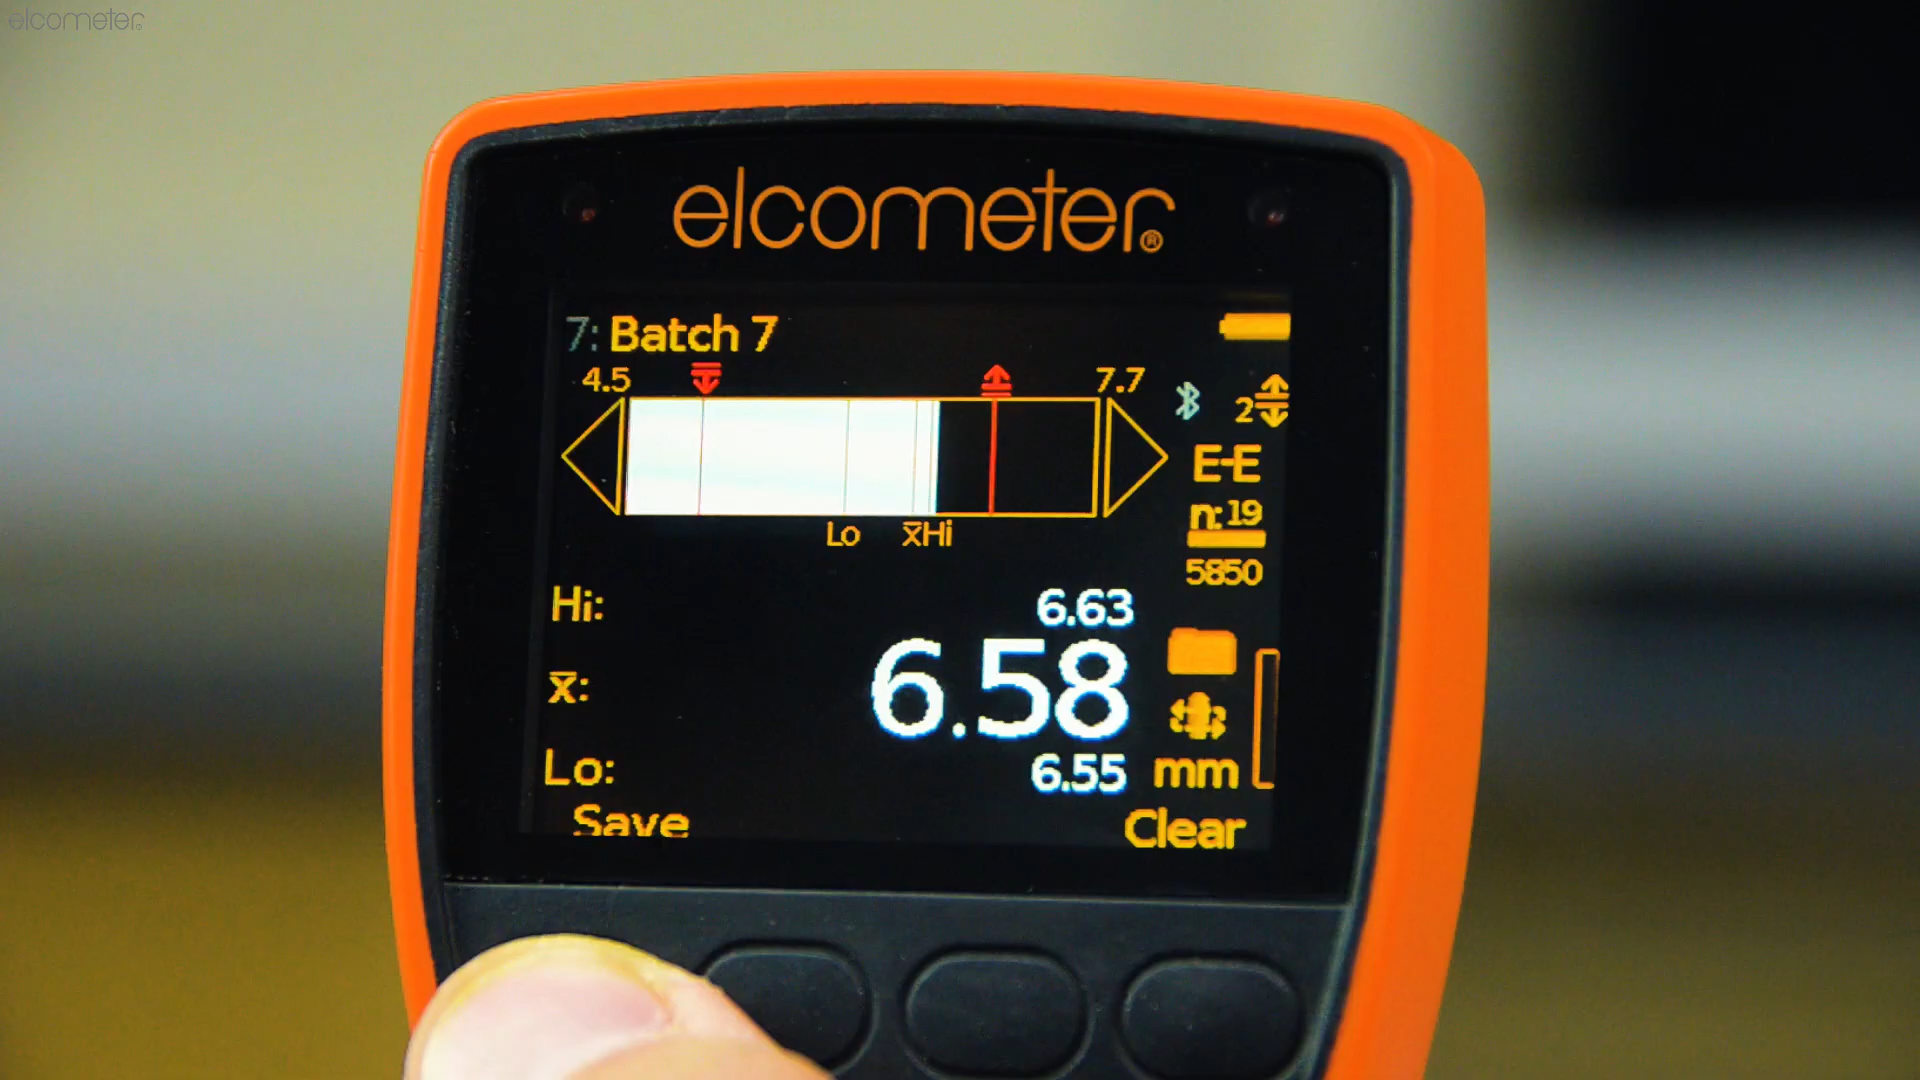 elcometer
elcometer®
7: Batch 7
4.5
7.7
2
E-E
n:19
5850
Lo x̅Hi
Hi: 6.63
x̅: 6.58
Lo: 6.55 mm
Save Clear